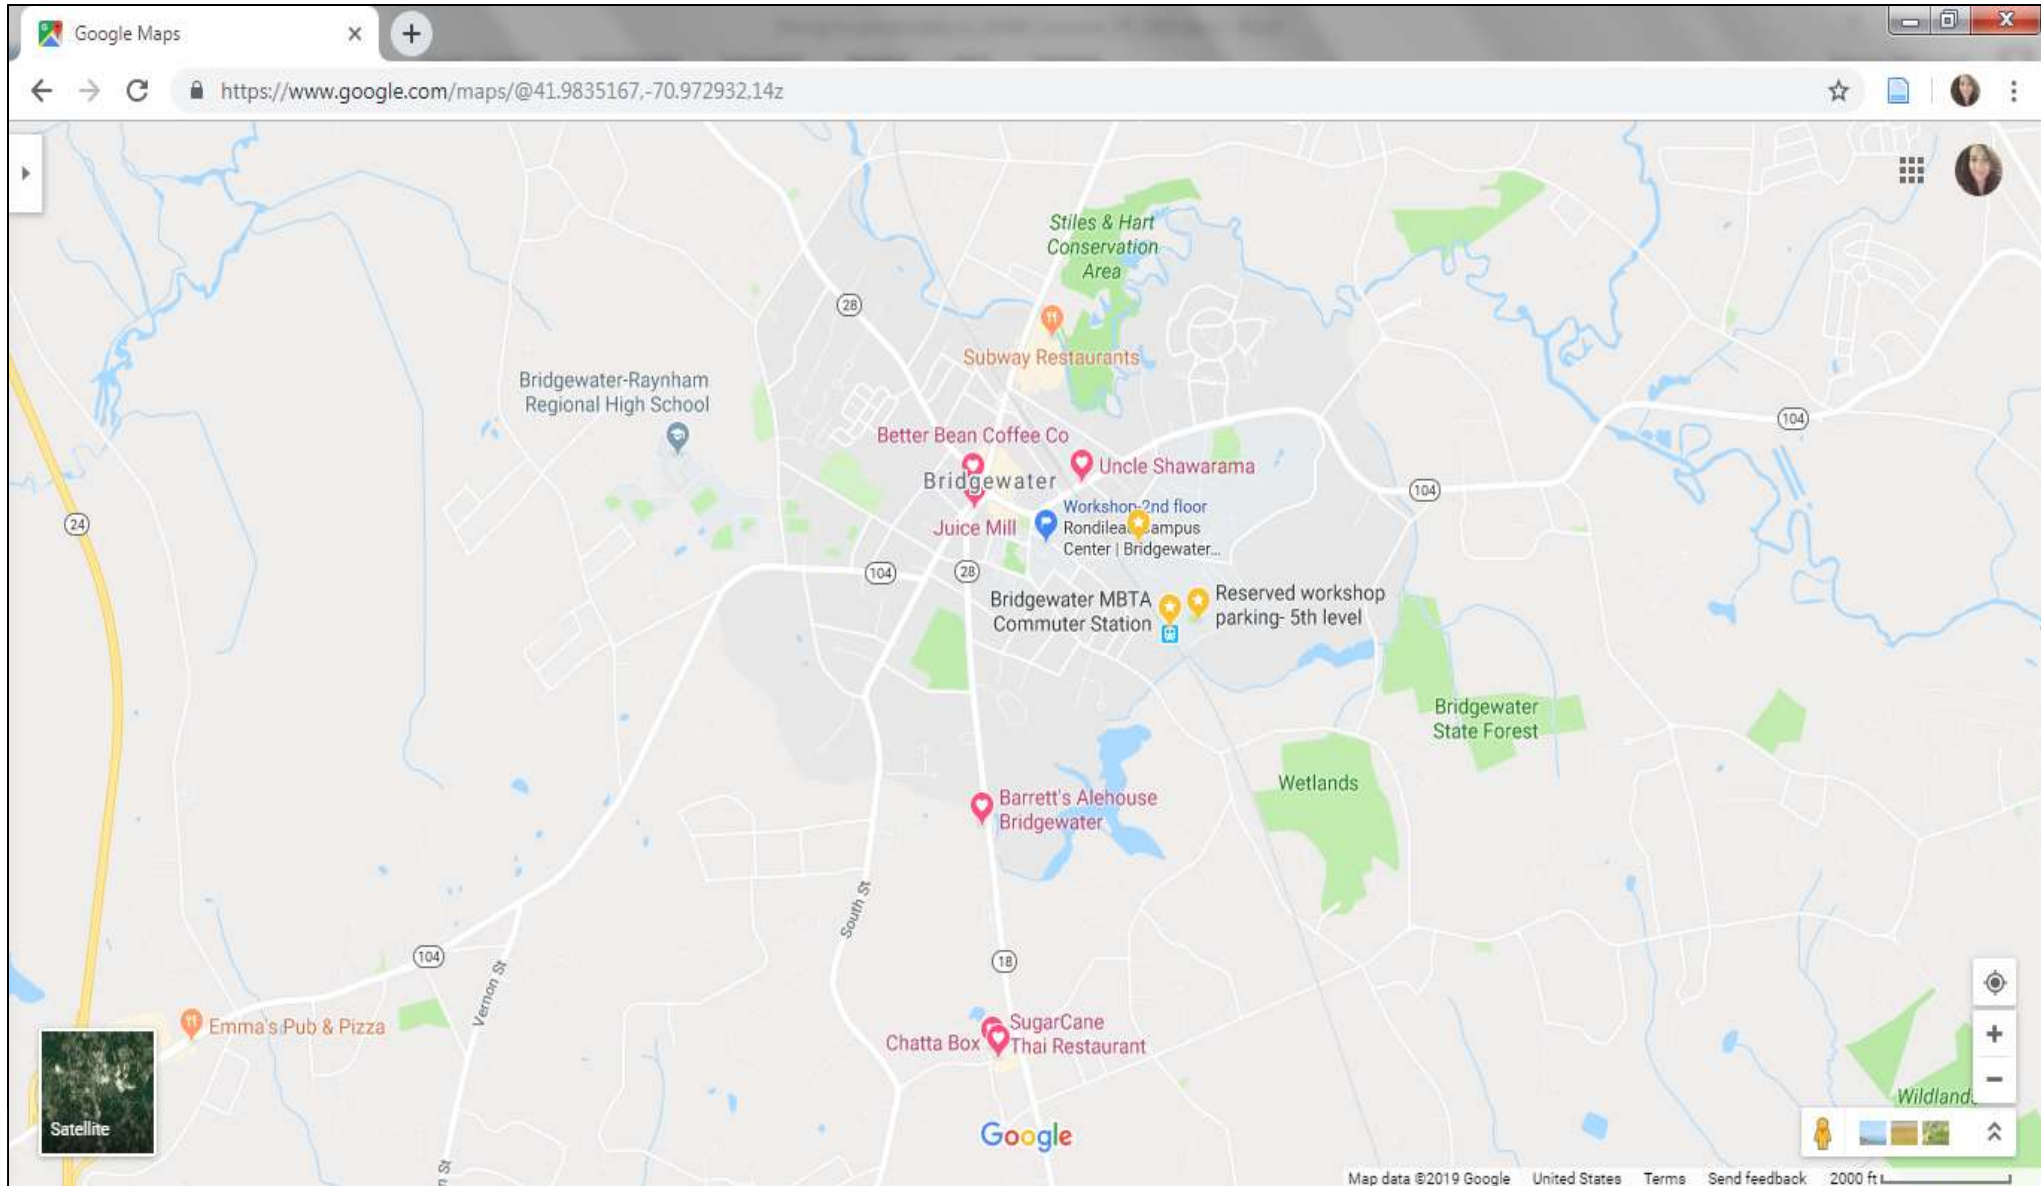 Google Maps
https://www.google.com/maps/@41.9835167,-70.972932,14z
Stiles & Hart
Conservation
Area
28
Subway Restaurants
Bridgewater-Raynham
Regional High School
104
Better Bean Coffee Co
Uncle Shawarama
Bridgewater
104
Workshop-2nd floor
24
Juice Mill
Rondileau Campus
Center | Bridgewater...
104
28
Bridgewater MBTA
Commuter Station
Reserved workshop
parking- 5th level
Bridgewater
State Forest
Wetlands
Barrett's Alehouse
Bridgewater
South St
104
18
Vernon St
Emma's Pub & Pizza
SugarCane
Thai Restaurant
Chatta Box
Wildland
Satellite
Google
St
Map data ©2019 Google United States Terms Send feedback 2000 ft